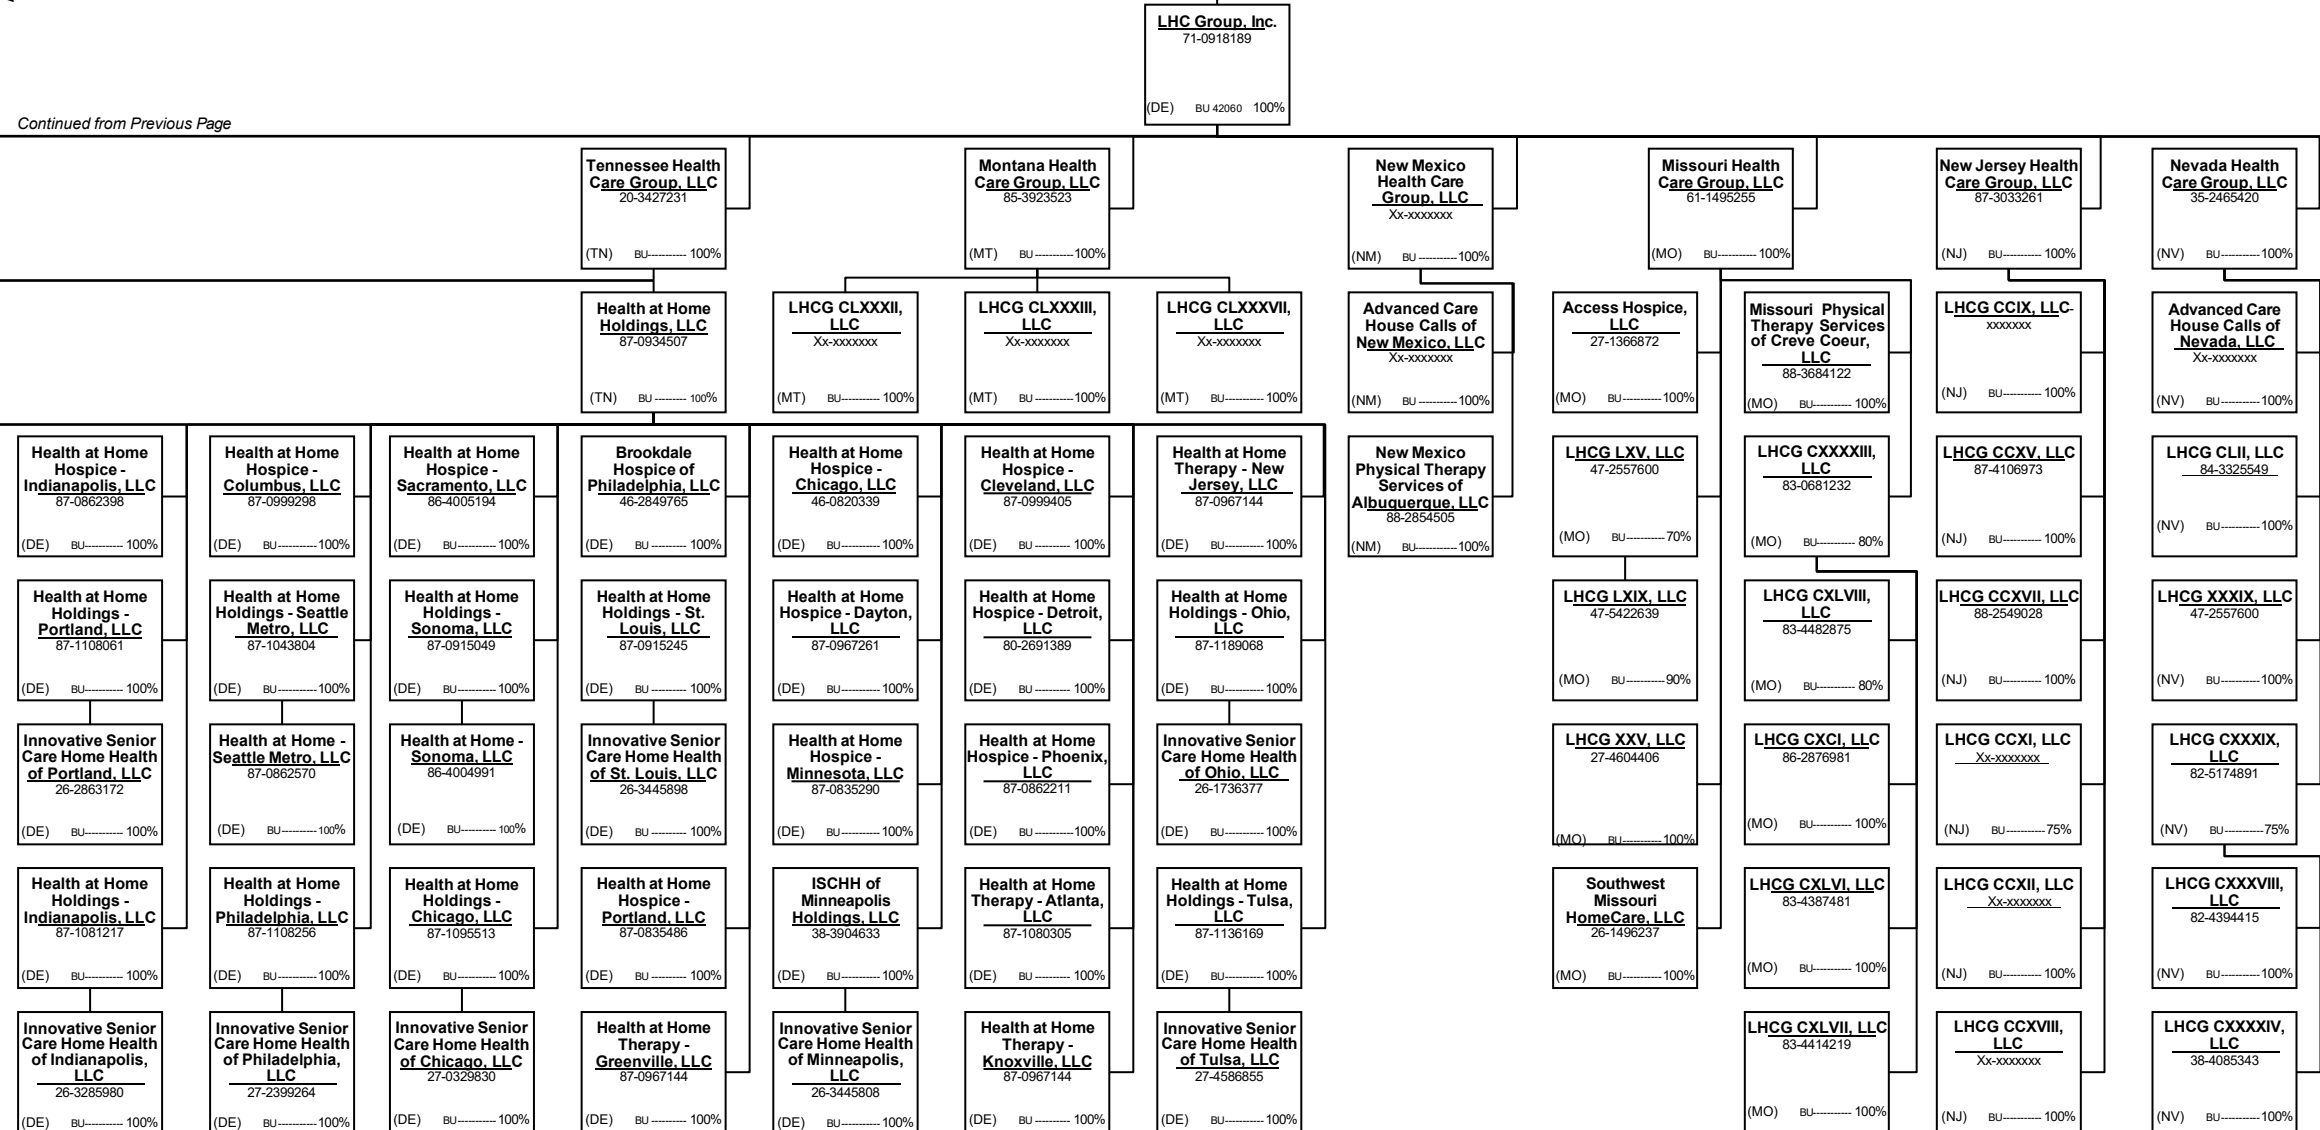 LHC Group, Inc.
71-0918189
(DE) BU 42060 100%
Continued from Previous Page
Tennessee Health
Care Group, LLC
20-3427231
(TN) BU----------- 100%
Montana Health
Care Group, LLC
85-3923523
(MT) BU -----------100%
New Mexico
Health Care
Group, LLC
Xx-xxxxxxx
(NM) BU -----------100%
Missouri Health
Care Group, LLC
61-1495255
(MO) BU-----------100%
New Jersey Health
Care Group, LLC
87-3033261
(NJ) BU----------- 100%
Nevada Health
Care Group, LLC
35-2465420
(NV) BU-----------100%
Health at Home
Holdings, LLC
87-0934507
(TN) BU --------- 100%
LHCG CLXXXII,
LLC
Xx-xxxxxxx
(MT) BU----------- 100%
LHCG CLXXXIII,
LLC
Xx-xxxxxxx
(MT) BU----------- 100%
LHCG CLXXXVII,
LLC
Xx-xxxxxxx
(MT) BU----------- 100%
Advanced Care
House Calls of
New Mexico, LLC
Xx-xxxxxxx
(NM) BU -----------100%
Access Hospice,
LLC
27-1366872
(MO) BU-----------100%
Missouri Physical
Therapy Services
of Creve Coeur,
LLC
88-3684122
(MO) BU----------- 100%
LHCG CCIX, LLC-
xxxxxxx
(NJ) BU----------- 100%
Advanced Care
House Calls of
Nevada, LLC
Xx-xxxxxxx
(NV) BU-----------100%
Health at Home
Hospice -
Indianapolis, LLC
87-0862398
(DE) BU----------- 100%
Health at Home
Hospice -
Columbus, LLC
87-0999298
(DE) BU-----------100%
Health at Home
Hospice -
Sacramento, LLC
86-4005194
(DE) BU----------100%
Brookdale
Hospice of
Philadelphia, LLC
46-2849765
(DE) BU ---------- 100%
Health at Home
Hospice -
Chicago, LLC
46-0820339
(DE) BU----------- 100%
Health at Home
Hospice -
Cleveland, LLC
87-0999405
(DE) BU ---------- 100%
Health at Home
Therapy - New
Jersey, LLC
87-0967144
(DE) BU----------- 100%
New Mexico
Physical Therapy
Services of
Albuquerque, LLC
88-2854505
(NM) BU------------100%
LHCG LXV, LLC
47-2557600
(MO) BU-----------70%
LHCG CXXXXIII,
LLC
83-0681232
(MO) BU----------- 80%
LHCG CCXV, LLC
87-4106973
(NJ) BU----------- 100%
LHCG CLII, LLC
84-3325549
(NV) BU-----------100%
Health at Home
Holdings -
Portland, LLC
87-1108061
(DE) BU----------- 100%
Health at Home
Holdings - Seattle
Metro, LLC
87-1043804
(DE) BU-----------100%
Health at Home
Holdings -
Sonoma, LLC
87-0915049
(DE) BU----------100%
Health at Home
Holdings - St.
Louis, LLC
87-0915245
(DE) BU ---------- 100%
Health at Home
Hospice - Dayton,
LLC
87-0967261
(DE) BU----------- 100%
Health at Home
Hospice - Detroit,
LLC
80-2691389
(DE) BU ---------- 100%
Health at Home
Holdings - Ohio,
LLC
87-1189068
(DE) BU----------- 100%
LHCG LXIX, LLC
47-5422639
(MO) BU-----------90%
LHCG CXLVIII,
LLC
83-4482875
(MO) BU----------- 80%
LHCG CCXVII, LLC
88-2549028
(NJ) BU----------- 100%
LHCG XXXIX, LLC
47-2557600
(NV) BU-----------100%
Innovative Senior
Care Home Health
of Portland, LLC
26-2863172
(DE) BU----------- 100%
Health at Home -
Seattle Metro, LLC
87-0862570
(DE) BU----------100%
Health at Home -
Sonoma, LLC
86-4004991
(DE) BU---------- 100%
Innovative Senior
Care Home Health
of St. Louis, LLC
26-3445898
(DE) BU ---------- 100%
Health at Home
Hospice -
Minnesota, LLC
87-0835290
(DE) BU----------- 100%
Health at Home
Hospice - Phoenix,
LLC
87-0862211
(DE) BU----------100%
Innovative Senior
Care Home Health
of Ohio, LLC
26-1736377
(DE) BU----------- 100%
LHCG XXV, LLC
27-4604406
(MO) BU-----------100%
LHCG CXCI, LLC
86-2876981
(MO) BU----------- 100%
LHCG CCXI, LLC
Xx-xxxxxxx
(NJ) BU-----------75%
LHCG CXXXIX,
LLC
82-5174891
(NV) BU-----------75%
Health at Home
Holdings -
Indianapolis, LLC
87-1081217
(DE) BU----------- 100%
Health at Home
Holdings -
Philadelphia, LLC
87-1108256
(DE) BU-----------100%
Health at Home
Holdings -
Chicago, LLC
87-1095513
(DE) BU----------100%
Health at Home
Hospice -
Portland, LLC
87-0835486
(DE) BU ---------- 100%
ISCHH of
Minneapolis
Holdings, LLC
38-3904633
(DE) BU----------- 100%
Health at Home
Therapy - Atlanta,
LLC
87-1080305
(DE) BU ---------- 100%
Health at Home
Holdings - Tulsa,
LLC
87-1136169
(DE) BU----------- 100%
Southwest
Missouri
HomeCare, LLC
26-1496237
(MO) BU-----------100%
LHCG CXLVI, LLC
83-4387481
(MO) BU----------- 100%
LHCG CCXII, LLC
Xx-xxxxxxx
(NJ) BU----------- 100%
LHCG CXXXVIII,
LLC
82-4394415
(NV) BU-----------100%
Innovative Senior
Care Home Health
of Indianapolis,
LLC
26-3285980
(DE) BU----------- 100%
Innovative Senior
Care Home Health
of Philadelphia,
LLC
27-2399264
(DE) BU-----------100%
Innovative Senior
Care Home Health
of Chicago, LLC
27-0329830
(DE) BU----------100%
Health at Home
Therapy -
Greenville, LLC
87-0967144
(DE) BU ---------- 100%
Innovative Senior
Care Home Health
of Minneapolis,
LLC
26-3445808
(DE) BU----------- 100%
Health at Home
Therapy -
Knoxville, LLC
87-0967144
(DE) BU ---------- 100%
Innovative Senior
Care Home Health
of Tulsa, LLC
27-4586855
(DE) BU----------- 100%
LHCG CXLVII, LLC
83-4414219
(MO) BU----------- 100%
LHCG CCXVIII,
LLC
Xx-xxxxxxx
(NJ) BU----------- 100%
LHCG CXXXXIV,
LLC
38-4085343
(NV) BU-----------100%